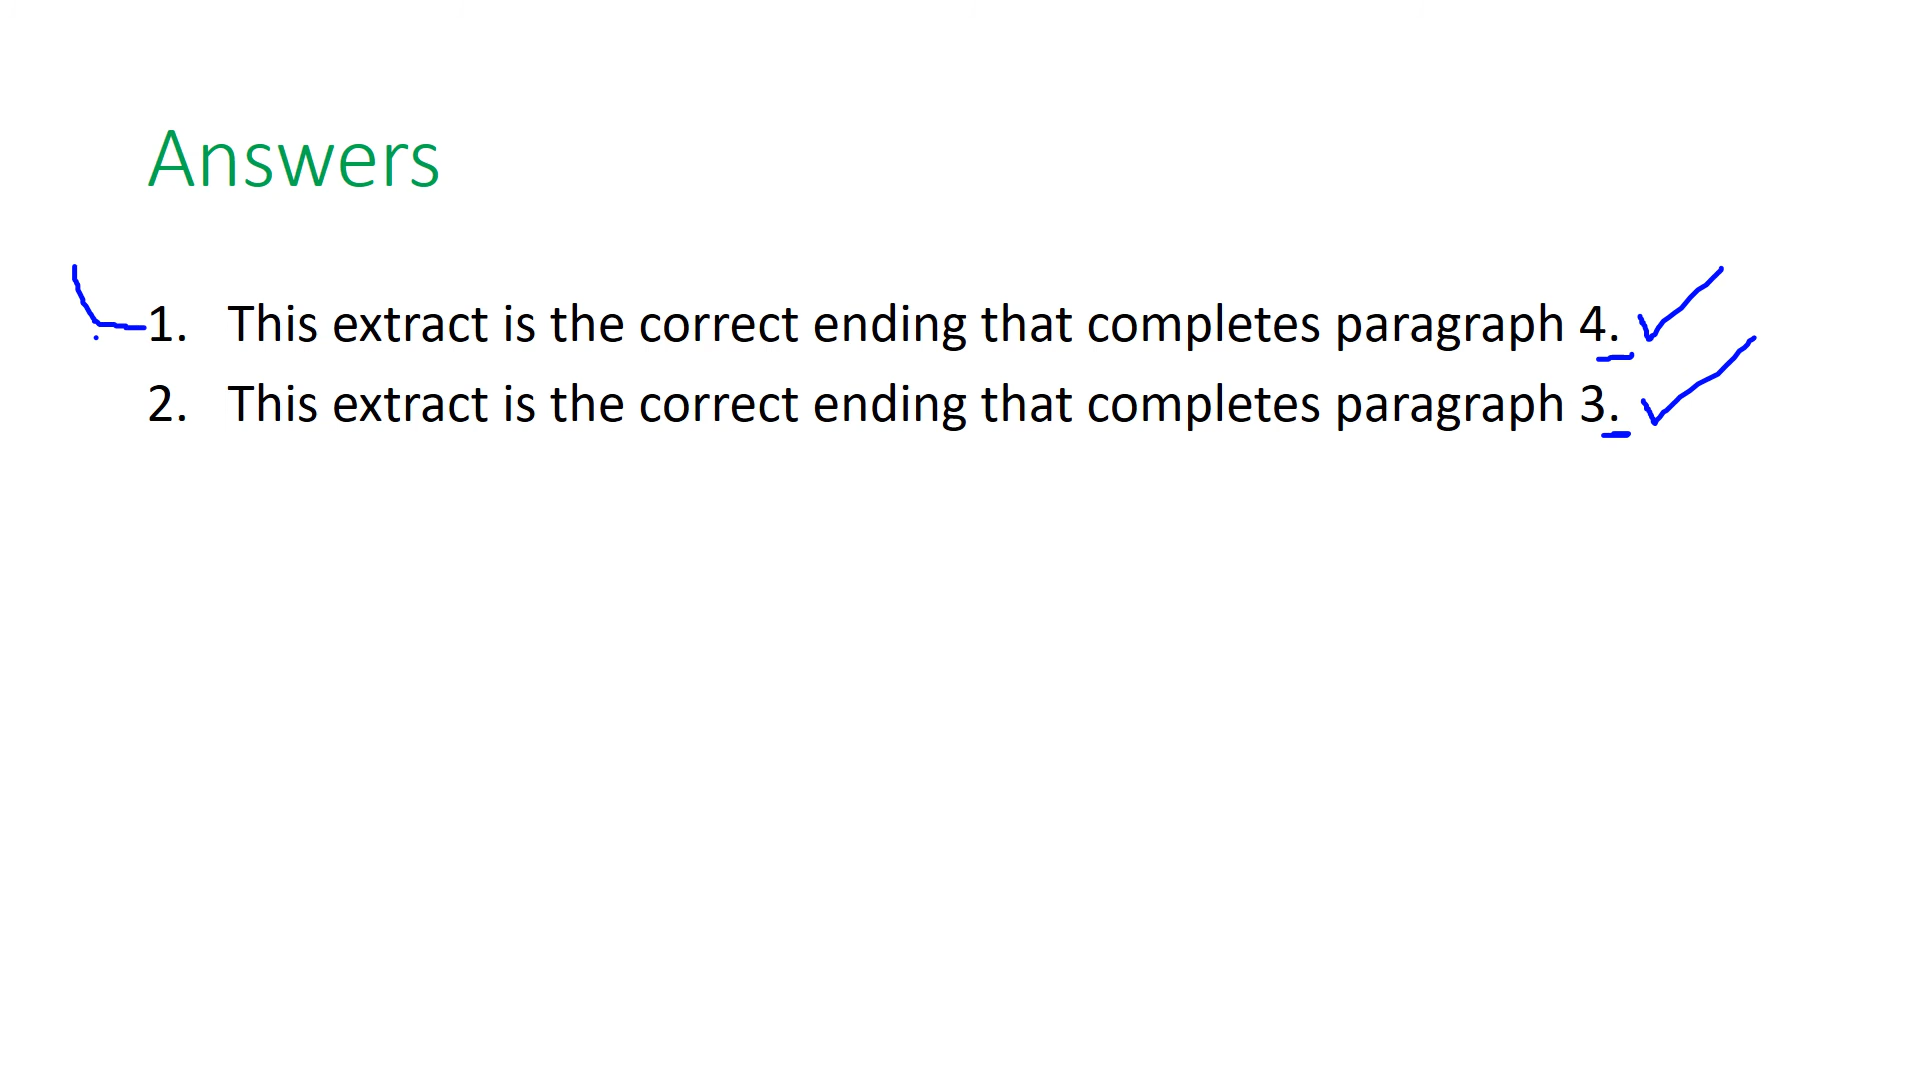 Answers
1. This extract is the correct ending that completes paragraph 4.
2. This extract is the correct ending that completes paragraph 3.